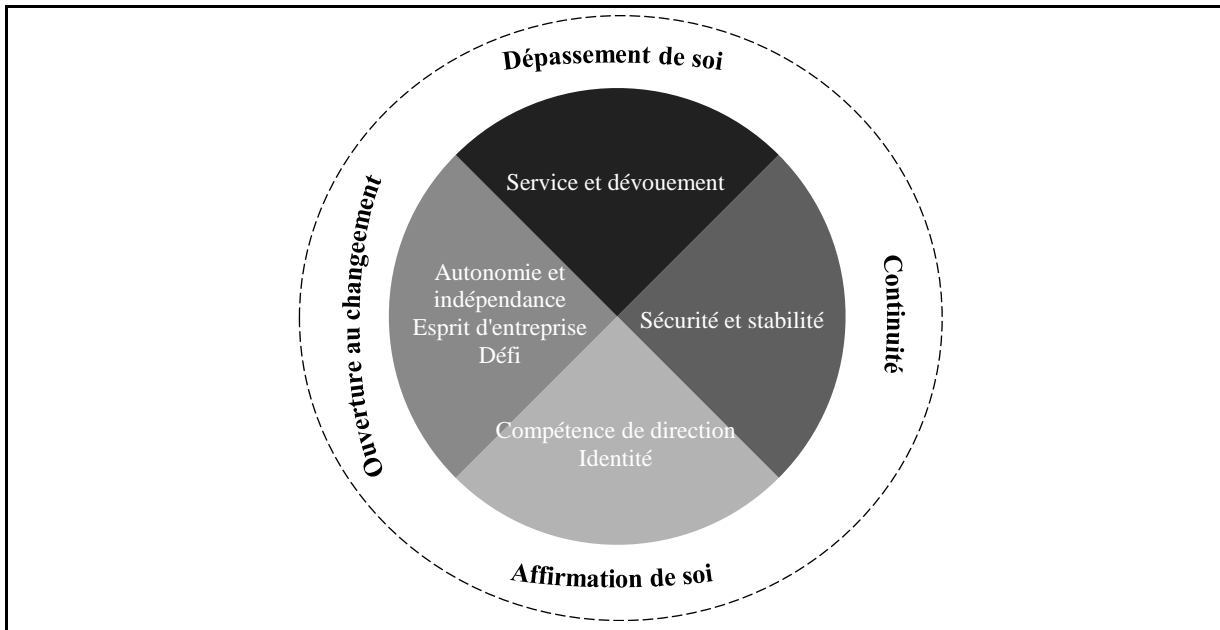 Dépassement de soi
Service et dévouement
Ouverture au changeement
Autonomie et
indépendance
Esprit d'entreprise
Défi
Sécurité et stabilité
Continuité
Compétence de direction
Identité
Affirmation de soi